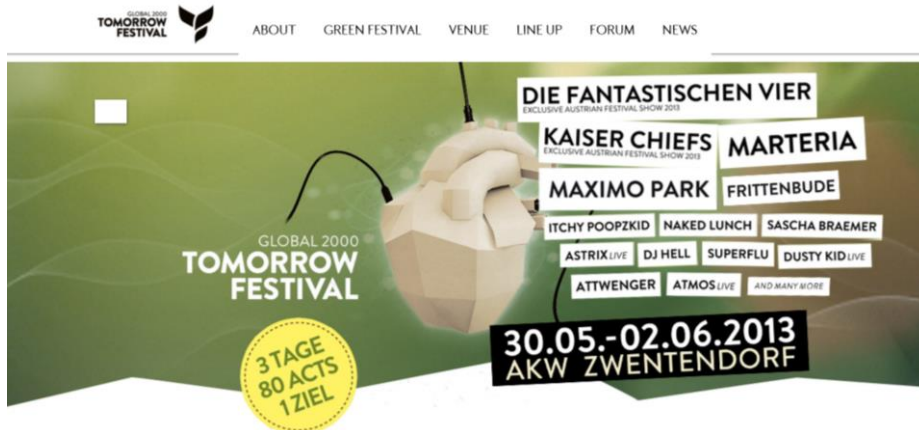 GLOBAL 2000
TOMORROW
FESTIVAL
ABOUT GREEN FESTIVAL VENUE LINE UP FORUM NEWS
DIE FANTASTISCHEN VIER
EXCLUSIVE AUSTRIAN FESTIVAL SHOW 2013
KAISER CHIEFS MARTERIA
EXCLUSIVE AUSTRIAN FESTIVAL SHOW 2013
MAXIMO PARK FRITTENBUDE
ITCHY POOPZKID NAKED LUNCH SASCHA BRAEMER
ASTRIX LIVE DJ HELL SUPERFLU DUSTY KID LIVE
ATTWENGER ATMOS LIVE AND MANY MORE
GLOBAL 2000
TOMORROW
FESTIVAL
30.05.-02.06.2013
AKW ZWENTENDORF
3 TAGE
80 ACTS
1 ZIEL